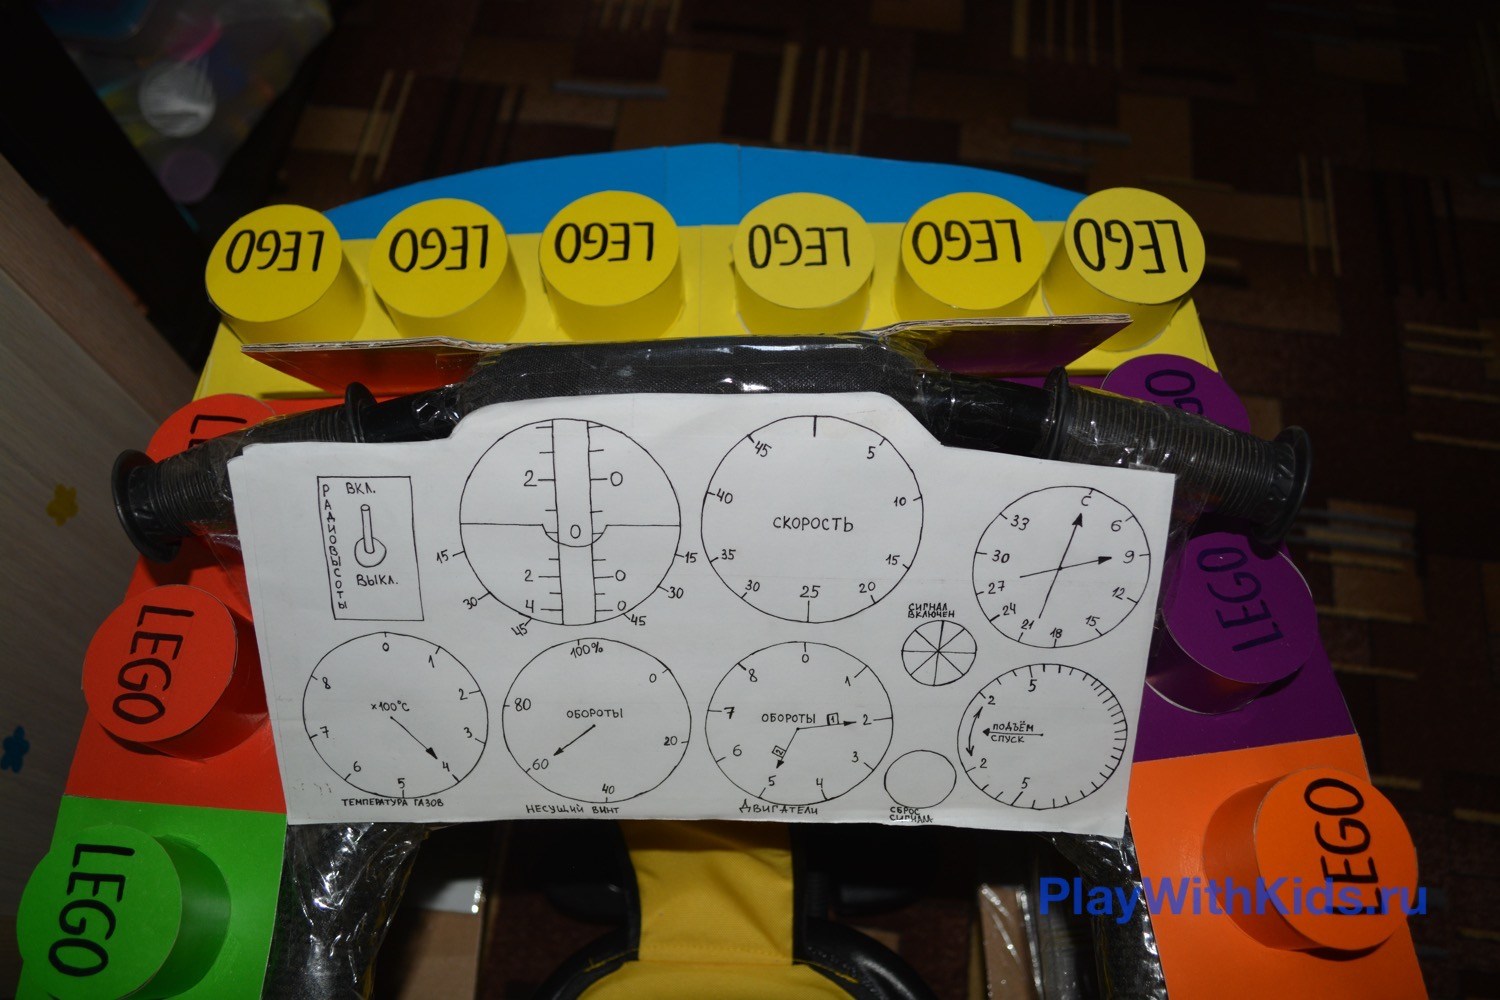 LEGO
LEGO
LEGO
LEGO
LEGO
LEGO
LEGO
LEGO
LEGO
LEGO
LEGO
РАДИОВЫСОТЫ
ВКЛ.
ВЫКЛ.
2 0
0
2 0
4 0
15 15
30 30
45 45
45 5
40 10
СКОРОСТЬ
35 15
30 25 20
С
33 6
30 9
27 12
24 15
21 18
СИГНАЛ
ВКЛЮЧЕН
0
8 1
2
×100°С
7 3
6 4
5
ТЕМПЕРАТУРА ГАЗОВ
100%
0
80
ОБОРОТЫ
20
60
40
НЕСУЩИЙ ВИНТ
0
8 1
7 ОБОРОТЫ 1 2
2
6 3
5 4
ДВИГАТЕЛИ
СБРОС
СИГНАЛА
5
2
ПОДЪЁМ
СПУСК
2
5
PlayWithKids.ru